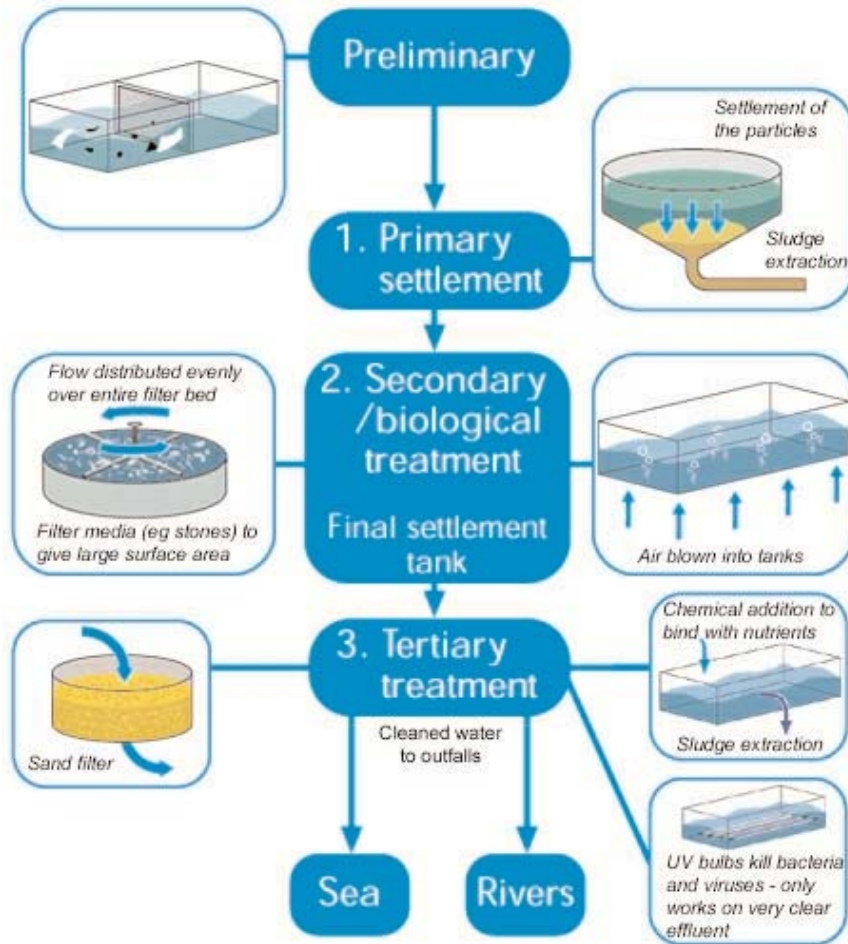 Preliminary
Settlement of
the particles
Sludge
extraction
1. Primary
settlement
Flow distributed evenly
over entire filter bed
Filter media (eg stones) to
give large surface area
2. Secondary
/biological
treatment
Final settlement
tank
Air blown into tanks
3. Tertiary
treatment
Sand filter
Chemical addition to
bind with nutrients
Sludge extraction
Cleaned water
to outfalls
UV bulbs kill bacteria
and viruses - only
works on very clear
effluent
Sea
Rivers